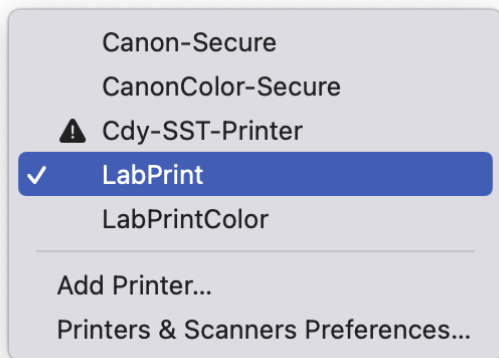 Canon-Secure
CanonColor-Secure
Cdy-SST-Printer
LabPrint
LabPrintColor
Add Printer...
Printers & Scanners Preferences...